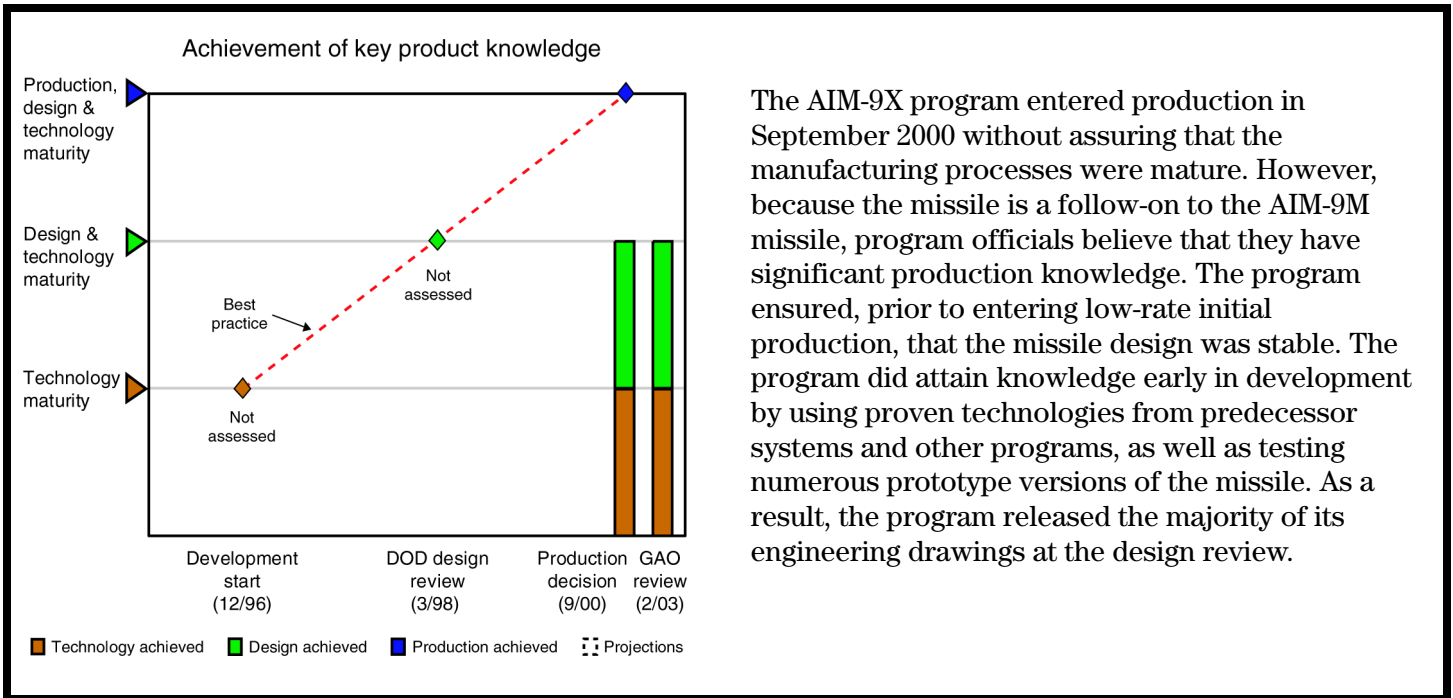 Achievement of key product knowledge
Production,
design &
technology
maturity
Design &
technology
maturity
Technology
maturity
Best
practice
Not
assessed
Not
assessed
Development
start
(12/96)
DOD design
review
(3/98)
Production
decision
(9/00)
GAO
review
(2/03)
Technology achieved
Design achieved
Production achieved
Projections
The AIM-9X program entered production in
September 2000 without assuring that the
manufacturing processes were mature. However,
because the missile is a follow-on to the AIM-9M
missile, program officials believe that they have
significant production knowledge. The program
ensured, prior to entering low-rate initial
production, that the missile design was stable. The
program did attain knowledge early in development
by using proven technologies from predecessor
systems and other programs, as well as testing
numerous prototype versions of the missile. As a
result, the program released the majority of its
engineering drawings at the design review.